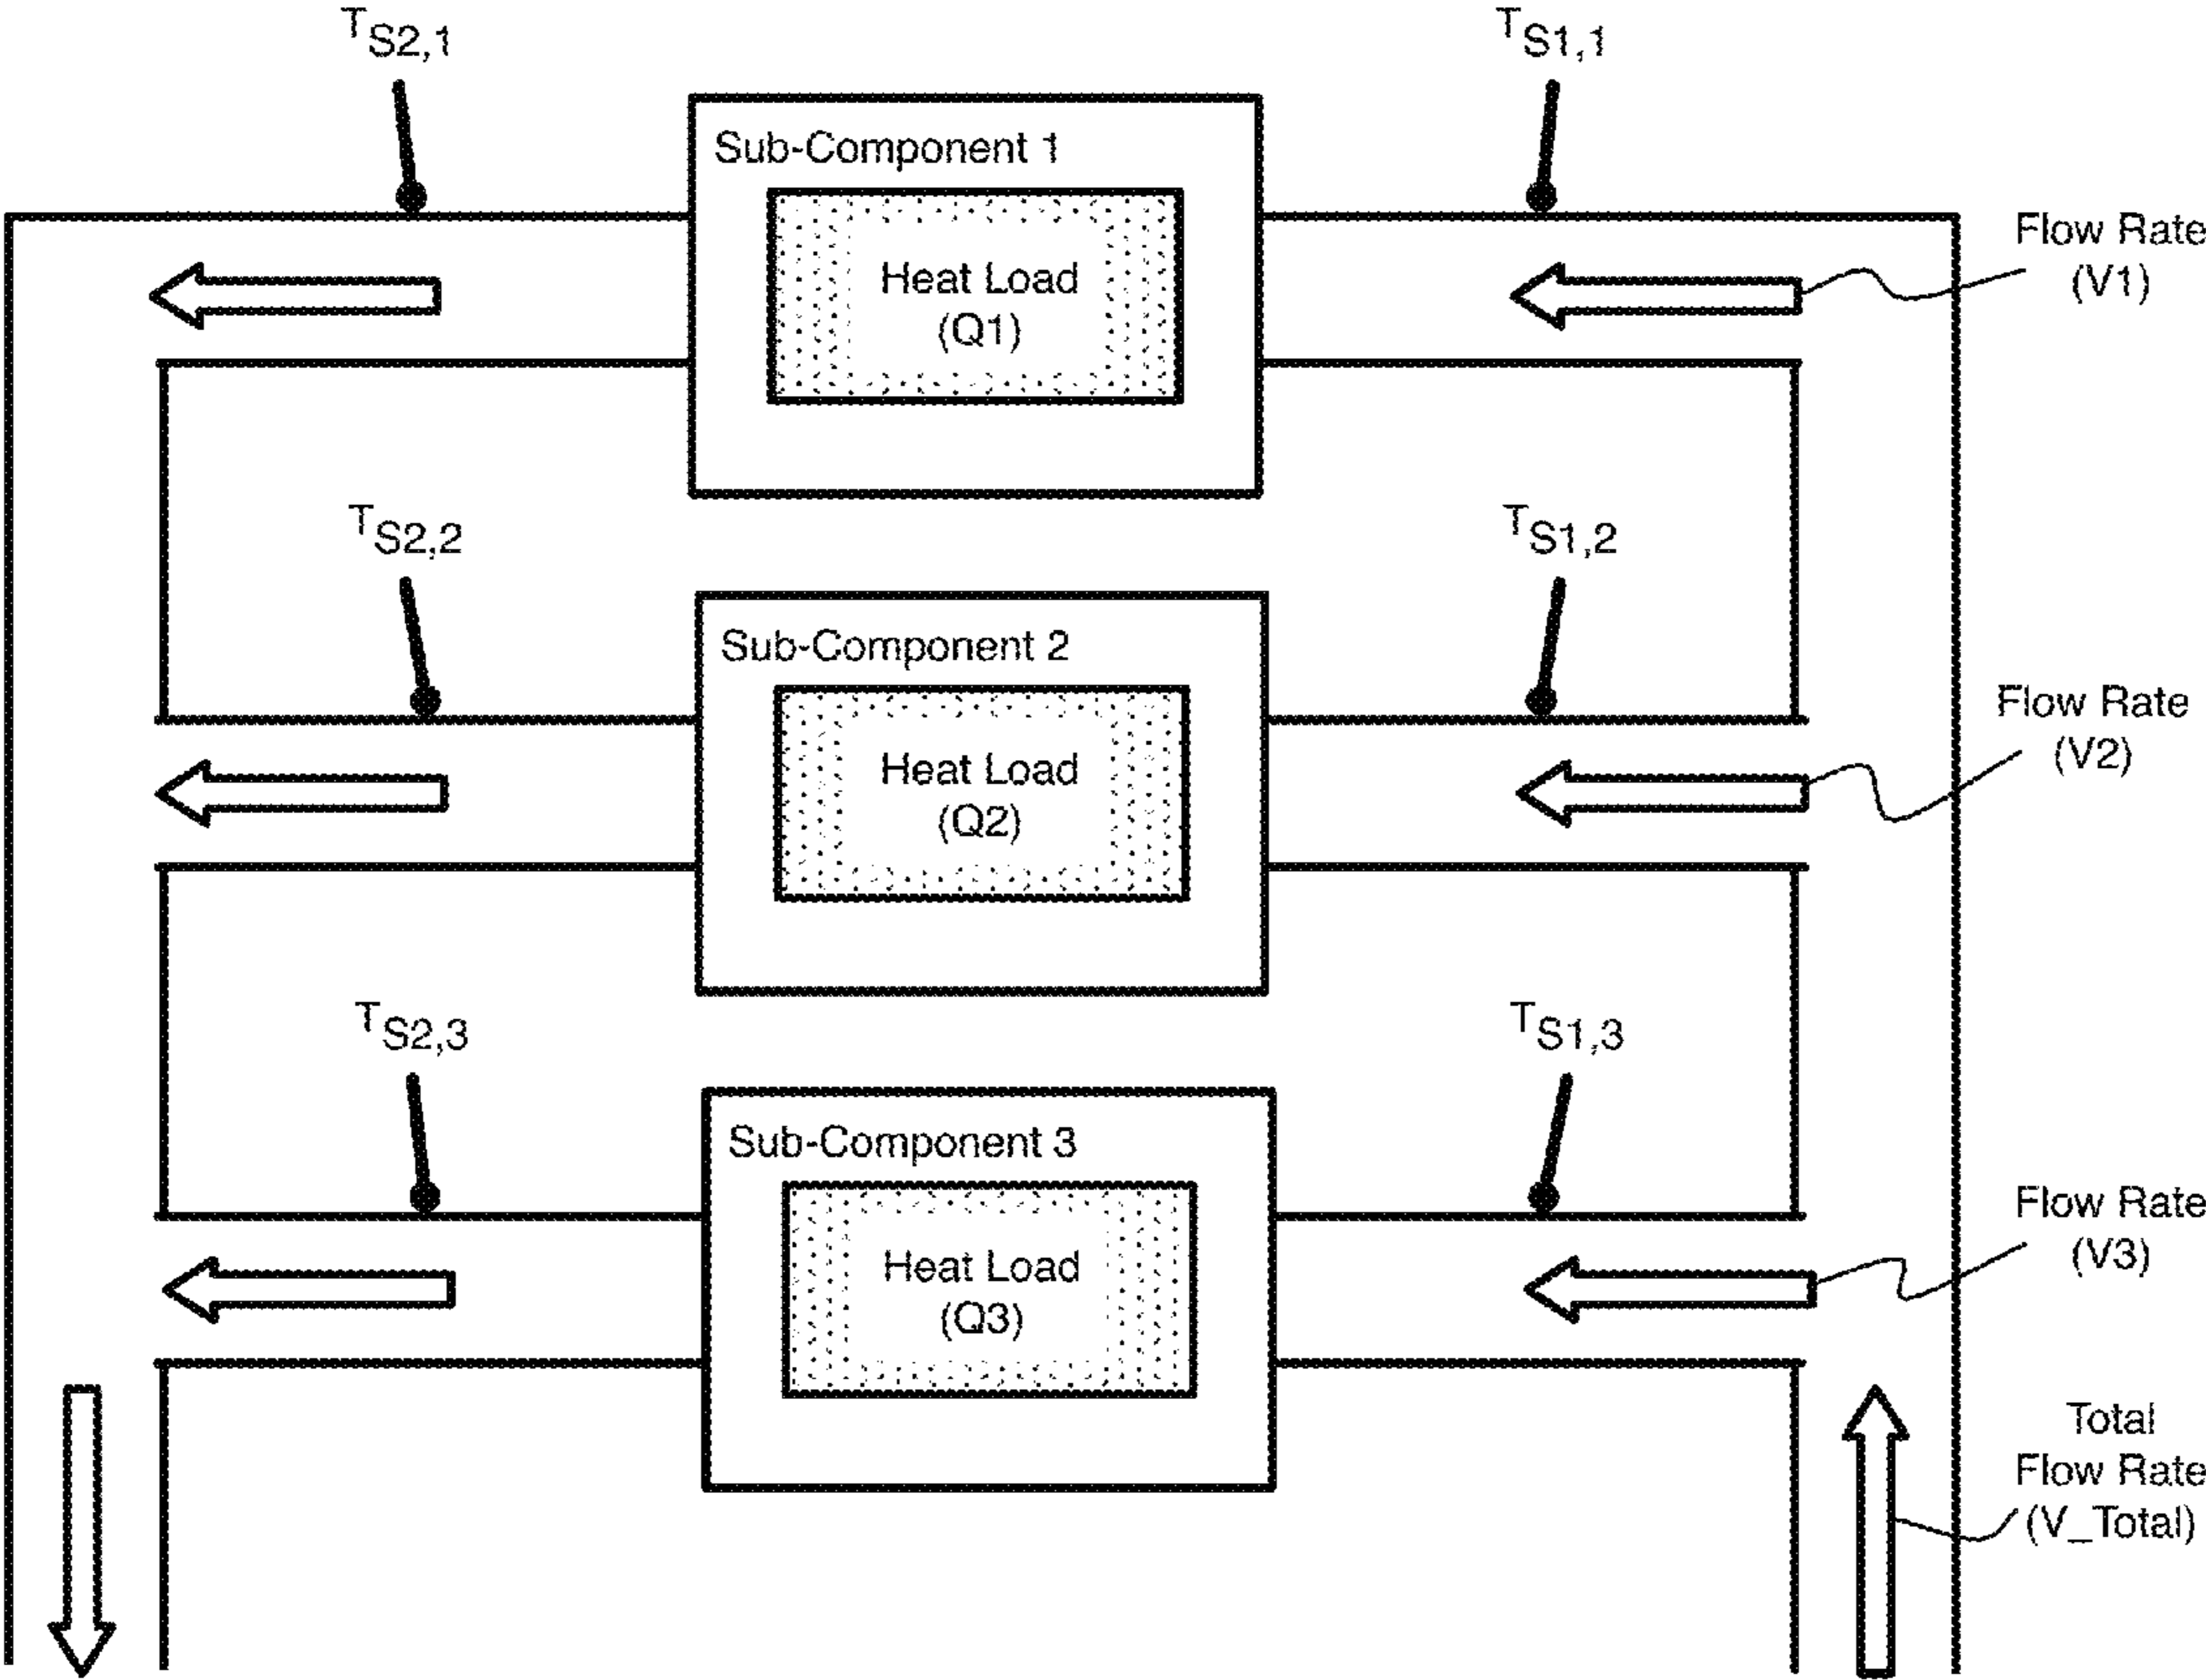 TS2,1
TS1,1
Sub-Component 1
Heat Load
(Q1)
Flow Rate
(V1)
TS2,2
TS1,2
Sub-Component 2
Heat Load
(Q2)
Flow Rate
(V2)
TS2,3
TS1,3
Sub-Component 3
Heat Load
(Q3)
Flow Rate
(V3)
Total
Flow Rate
(V_Total)